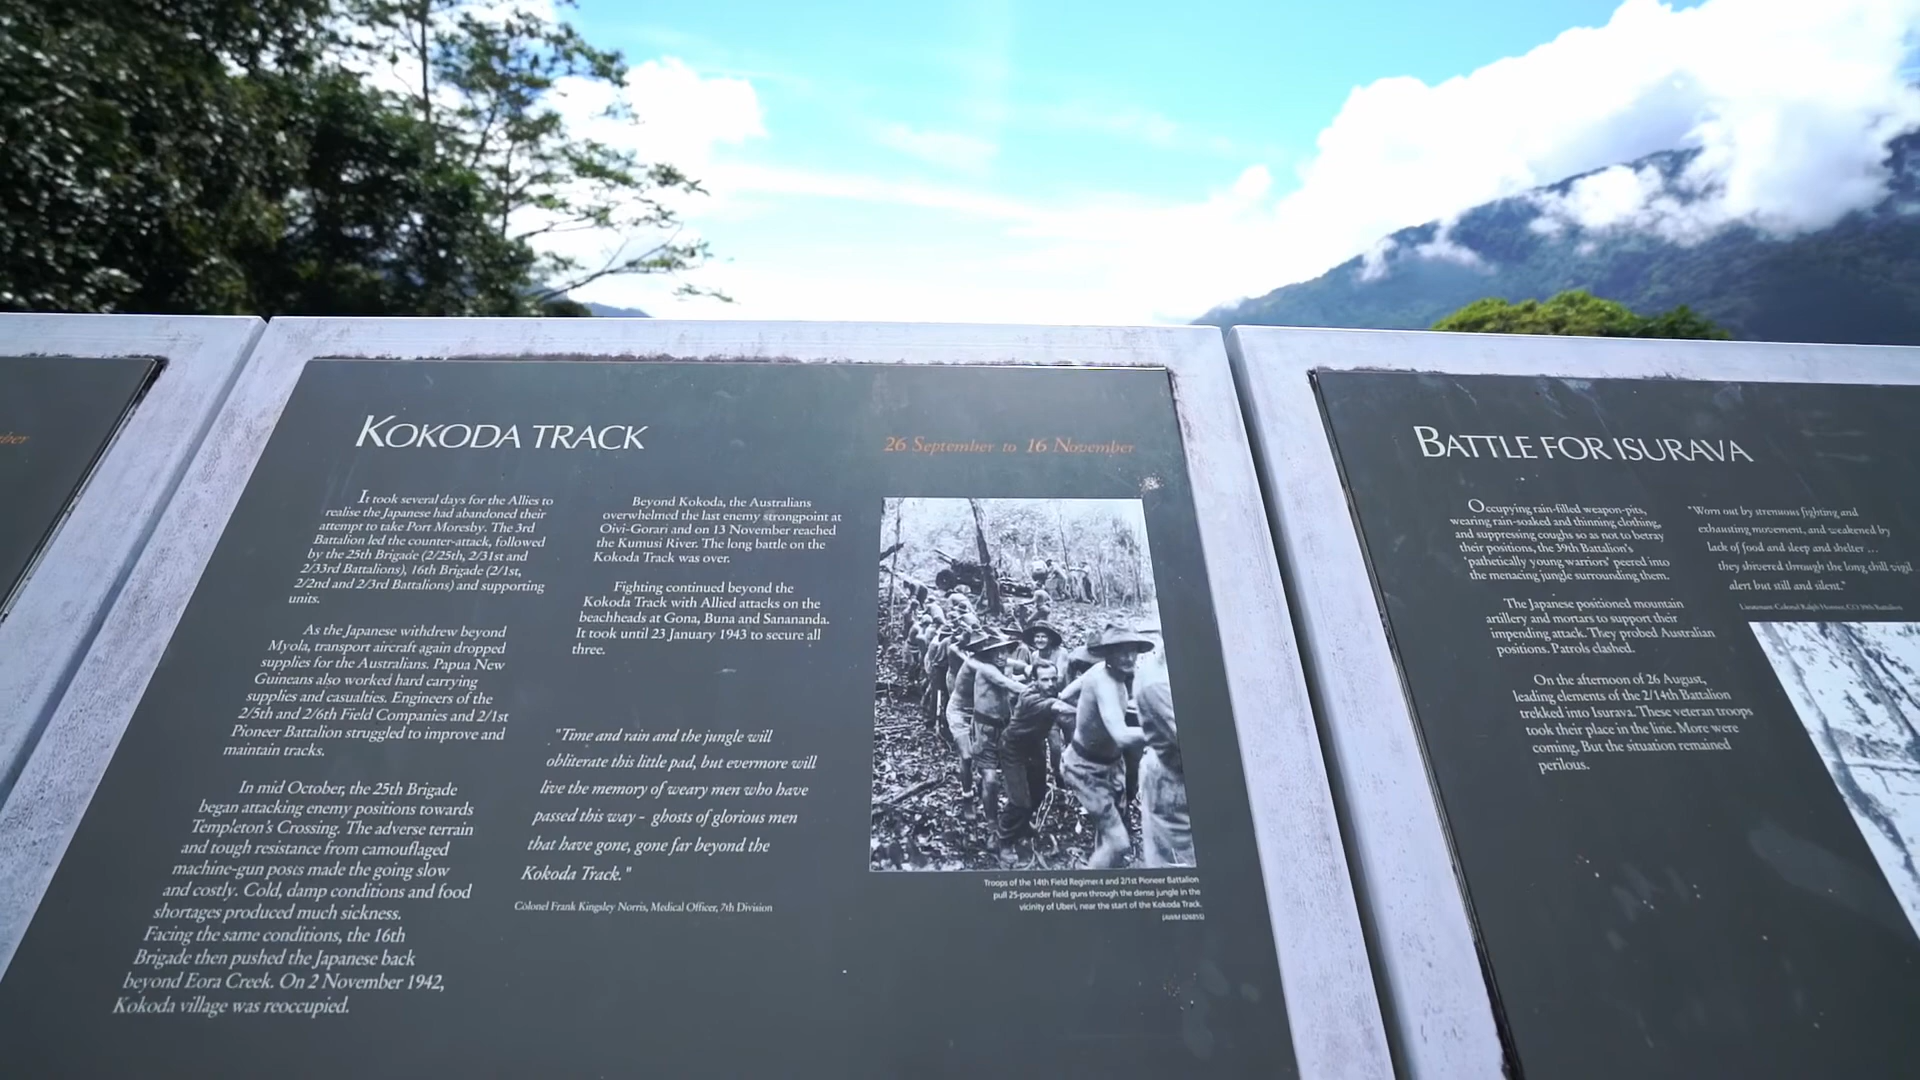 ber
KOKODA TRACK
26 September to 16 November
It took several days for the Allies to
realise the Japanese had abandoned their
attempt to take Port Moresby. The 3rd
Battalion led the counter-attack, followed
by the 25th Brigade (2/25th, 2/31st and
2/33rd Battalions), 16th Brigade (2/1st,
2/2nd and 2/3rd Battalions) and supporting
units.
As the Japanese withdrew beyond
Myola, transport aircraft again dropped
supplies for the Australians. Papua New
Guineans also worked hard carrying
supplies and casualties. Engineers of the
2/5th and 2/6th Field Companies and 2/1st
Pioneer Battalion struggled to improve and
maintain tracks.
In mid October, the 25th Brigade
began attacking enemy positions towards
Templeton's Crossing. The adverse terrain
and tough resistance from camouflaged
machine-gun posts made the going slow
and costly. Cold, damp conditions and food
shortages produced much sickness.
Facing the same conditions, the 16th
Brigade then pushed the Japanese back
beyond Eora Creek. On 2 November 1942,
Kokoda village was reoccupied.
Beyond Kokoda, the Australians
overwhelmed the last enemy strongpoint at
Oivi-Gorari and on 13 November reached
the Kumusi River. The long battle on the
Kokoda Track was over.
Fighting continued beyond the
Kokoda Track with Allied attacks on the
beachheads at Gona, Buna and Sanananda.
It took until 23 January 1943 to secure all
three.
"Time and rain and the jungle will
obliterate this little pad, but evermore will
live the memory of weary men who have
passed this way - ghosts of glorious men
that have gone, gone far beyond the
Kokoda Track."
Colonel Frank Kingsley Norris, Medical Officer, 7th Division
Troops of the 14th Field Regiment and 2/1st Pioneer Battalion
pull 25-pounder field guns through the dense jungle in the
vicinity of Uberi, near the start of the Kokoda Track.
BATTLE FOR ISURAVA
Occupying rain-filled weapon-pits,
wearing rain-soaked and thinning clothing,
and suppressing coughs so as not to betray
their positions, the 39th Battalion's
'pathetically young warriors' peered into
the menacing jungle surrounding them.
The Japanese positioned mountain
artillery and mortars to support their
impending attack. They probed Australian
positions. Patrols clashed.
On the afternoon of 26 August,
leading elements of the 2/14th Battalion
trekked into Isurava. These veteran troops
took their place in the line. More were
coming. But the situation remained
perilous.
"Worn out by strenuous fighting and
exhausting movement, and weakened by
lack of food and sleep and shelter ...
they shivered through the long chill vigil ...
alert but still and silent."
Lieutenant-Colonel Ralph Honner, CO 39th Battalion